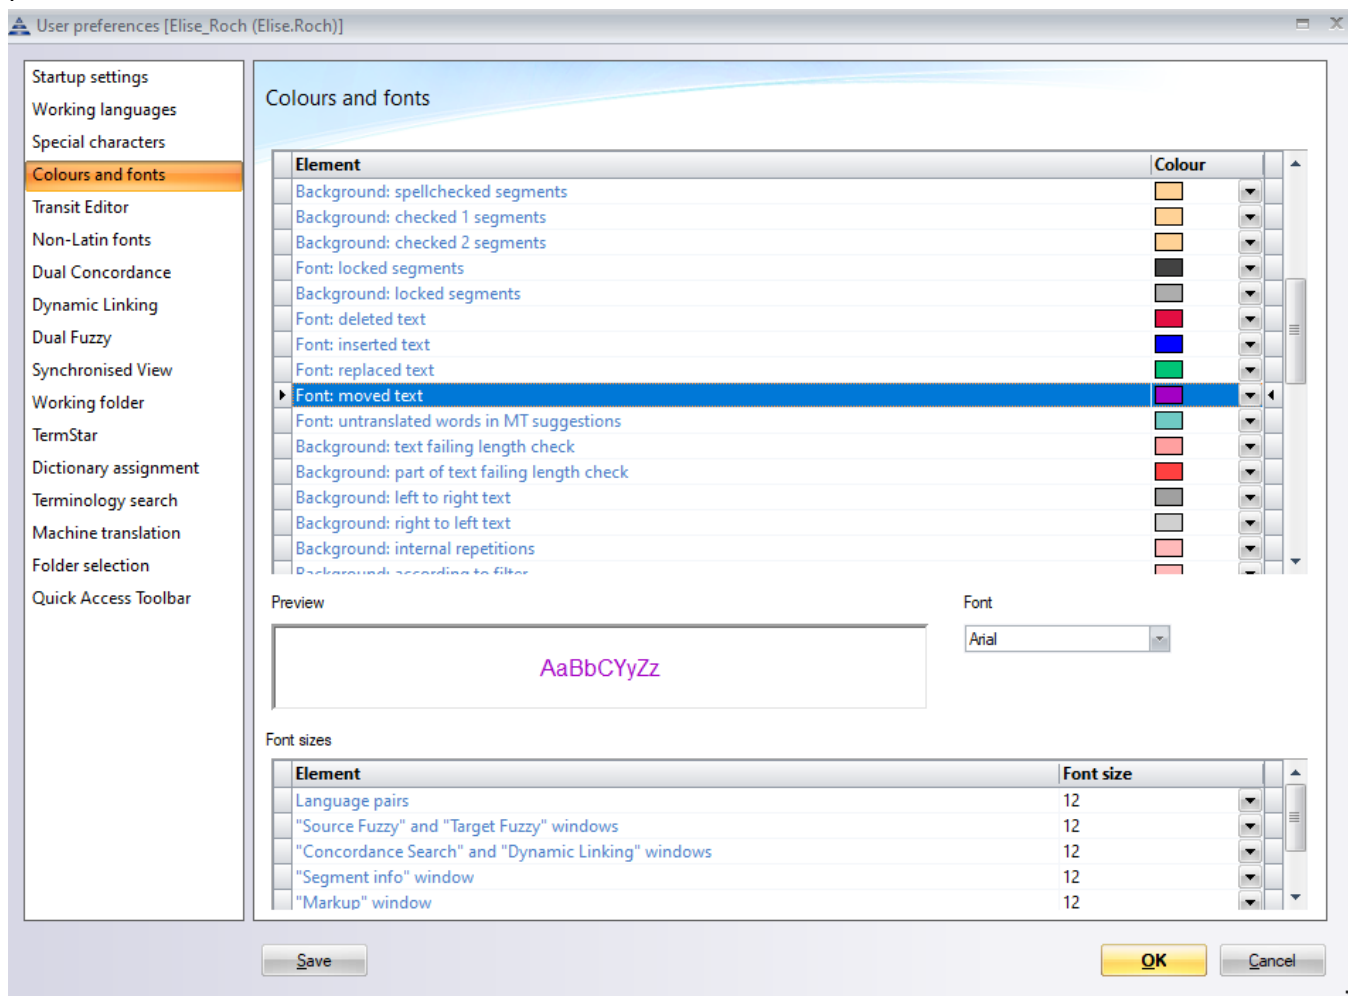 User preferences [Elise_Roch (Elise.Roch)]
Startup settings
Working languages
Special characters
Colours and fonts
Transit Editor
Non-Latin fonts
Dual Concordance
Dynamic Linking
Dual Fuzzy
Synchronised View
Working folder
TermStar
Dictionary assignment
Terminology search
Machine translation
Folder selection
Quick Access Toolbar
Colours and fonts
Element Colour
Background: spellchecked segments
Background: checked 1 segments
Background: checked 2 segments
Font: locked segments
Background: locked segments
Font: deleted text
Font: inserted text
Font: replaced text
Font: moved text
Font: untranslated words in MT suggestions
Background: text failing length check
Background: part of text failing length check
Background: left to right text
Background: right to left text
Background: internal repetitions
Background: according to filter
Preview Font
AaBbCYyZz Arial
Font sizes
Element Font size
Language pairs 12
"Source Fuzzy" and "Target Fuzzy" windows 12
"Concordance Search" and "Dynamic Linking" windows 12
"Segment info" window 12
"Markup" window 12
Save OK Cancel